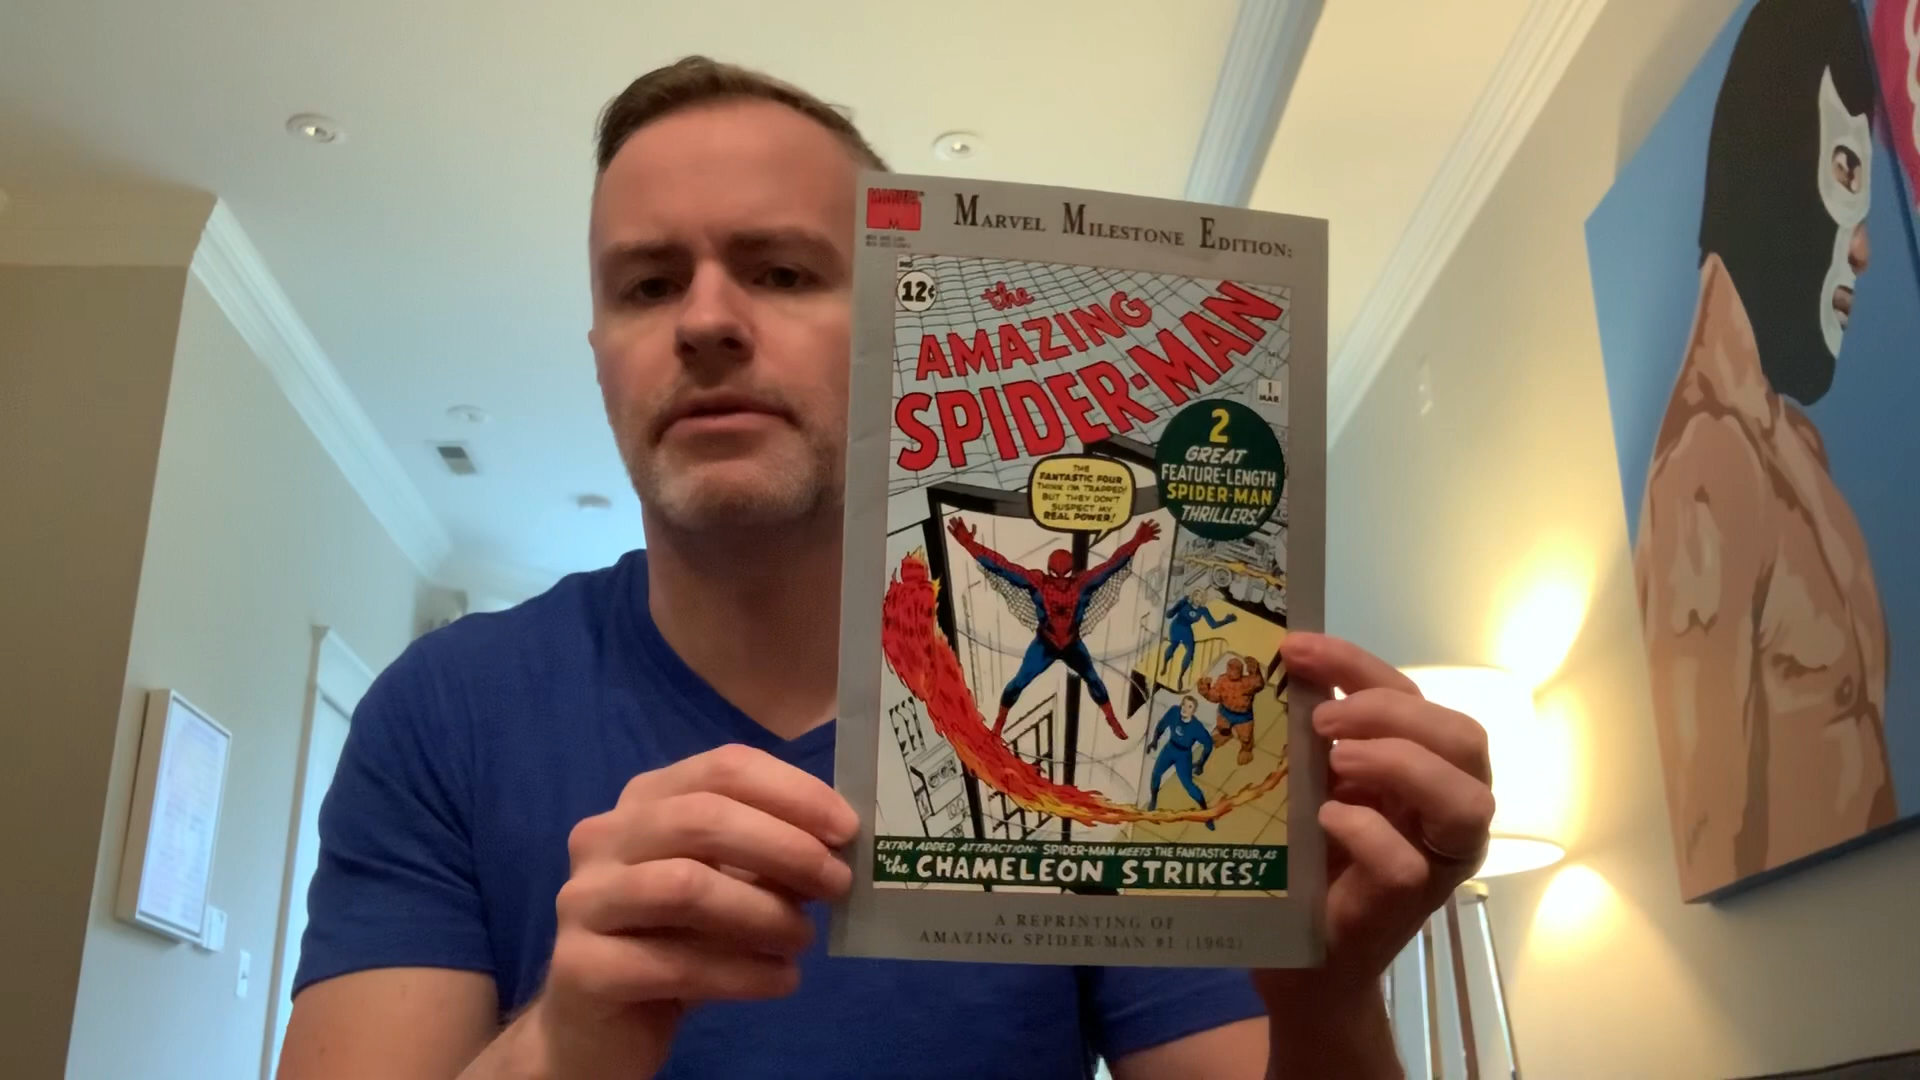 MARVEL
M
MARVEL MILESTONE EDITION:
12¢
the
AMAZING
SPIDER-MAN
1
MAR.
2
GREAT
FEATURE-LENGTH
SPIDER-MAN
THRILLERS!
THE
FANTASTIC FOUR
THINK I'M TRAPPED!
BUT THEY DON'T
SUSPECT MY
REAL POWER!
EXTRA ADDED ATTRACTION: SPIDER-MAN MEETS THE FANTASTIC FOUR, AS
"the CHAMELEON STRIKES!
A REPRINTING OF
AMAZING SPIDER-MAN #1 (1962)